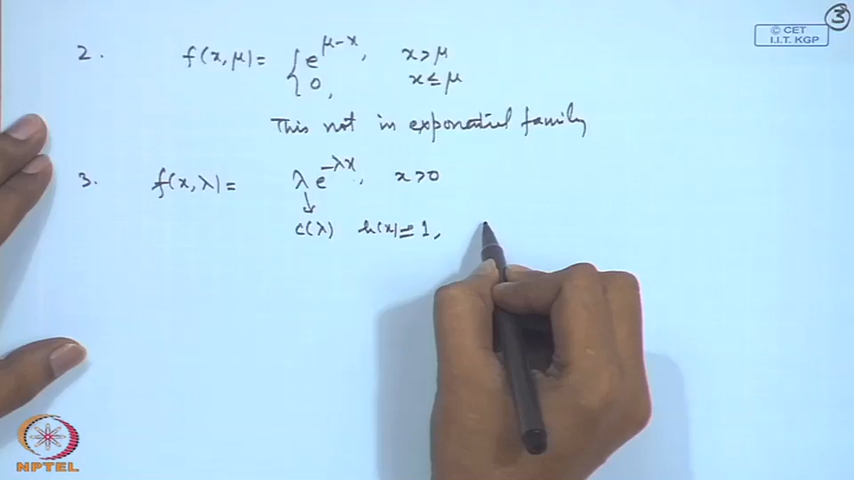 3
© CET
I.I.T. KGP
2. f(x,μ) = { e^{μ-x}, x>μ
0, x≤μ
This not in exponential family
3. f(x,λ) = λ e^{-λx}, x>0
↓
c(λ) h(x)=1,
NPTEL